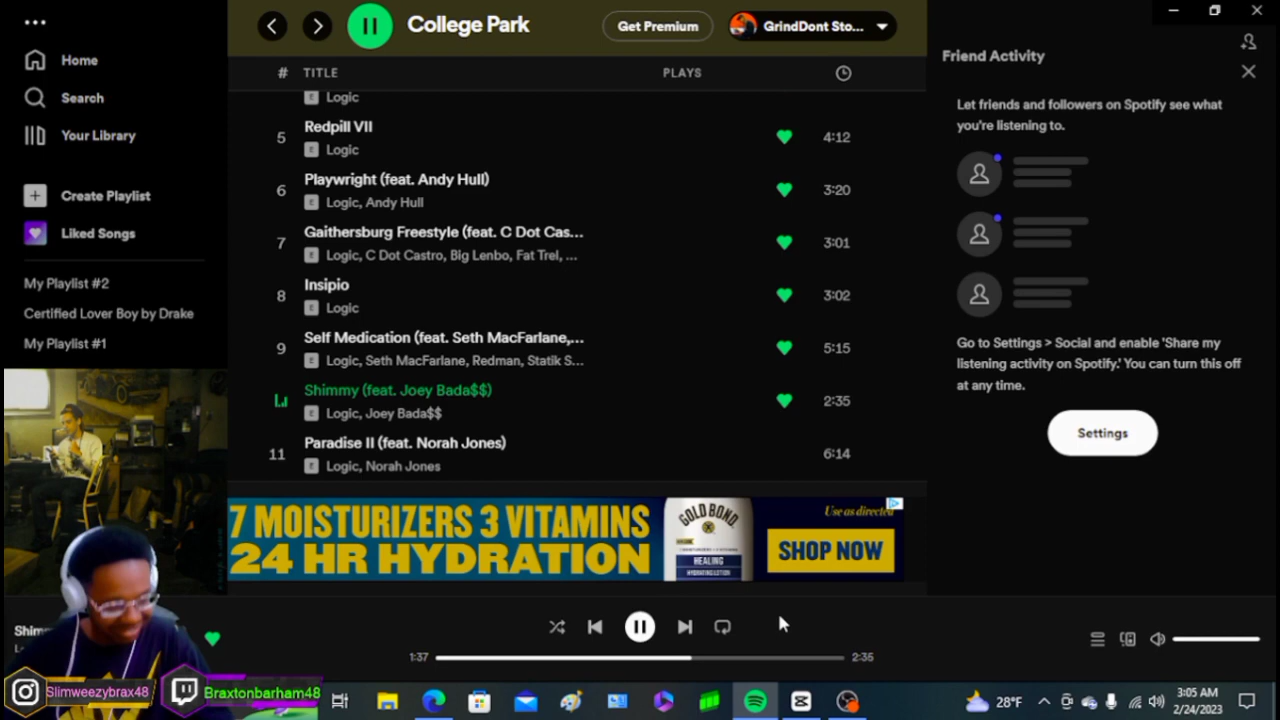 College Park
Get Premium
GrindDont Sto...
Home
Search
Your Library
Create Playlist
Liked Songs
My Playlist #2
Certified Lover Boy by Drake
My Playlist #1
# TITLE PLAYS
E Logic
5 Redpill VII 4:12
E Logic
6 Playwright (feat. Andy Hull) 3:20
E Logic, Andy Hull
7 Gaithersburg Freestyle (feat. C Dot Cas... 3:01
E Logic, C Dot Castro, Big Lenbo, Fat Trel, ...
8 Insipio 3:02
E Logic
9 Self Medication (feat. Seth MacFarlane,... 5:15
E Logic, Seth MacFarlane, Redman, Statik S...
Shimmy (feat. Joey Bada$$) 2:35
E Logic, Joey Bada$$
11 Paradise II (feat. Norah Jones) 6:14
E Logic, Norah Jones
Friend Activity
Let friends and followers on Spotify see what
you're listening to.
Go to Settings > Social and enable 'Share my
listening activity on Spotify.' You can turn this off
at any time.
Settings
7 MOISTURIZERS 3 VITAMINS
24 HR HYDRATION
GOLD BOND
HEALING
HYDRATING LOTION
Use as directed
SHOP NOW
Shim
1:37 2:35
Slimweezybrax48
Braxtonbarham48
28°F
3:05 AM
2/24/2023